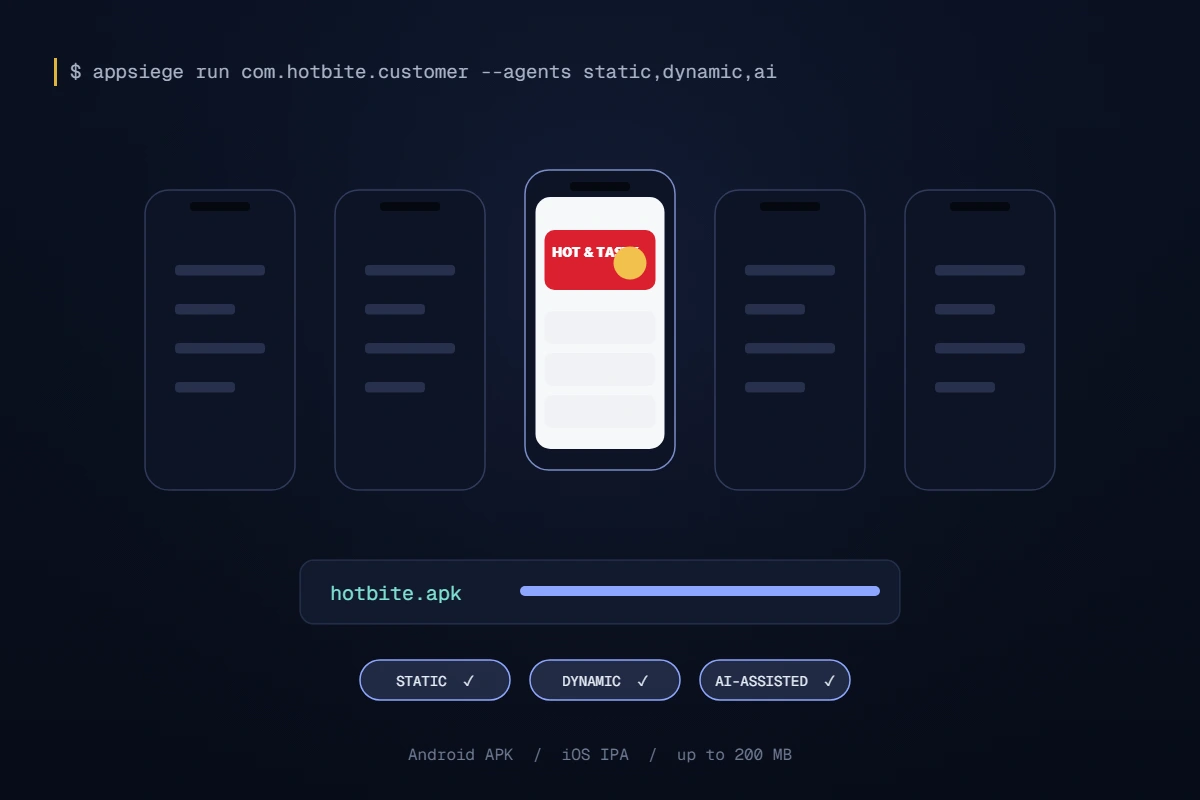 $ appsiege run com.hotbite.customer --agents static,dynamic,ai
HOT &
hotbite.apk
STATIC ✓
DYNAMIC ✓
AI-ASSISTED ✓
Android APK / iOS IPA / up to 200 MB